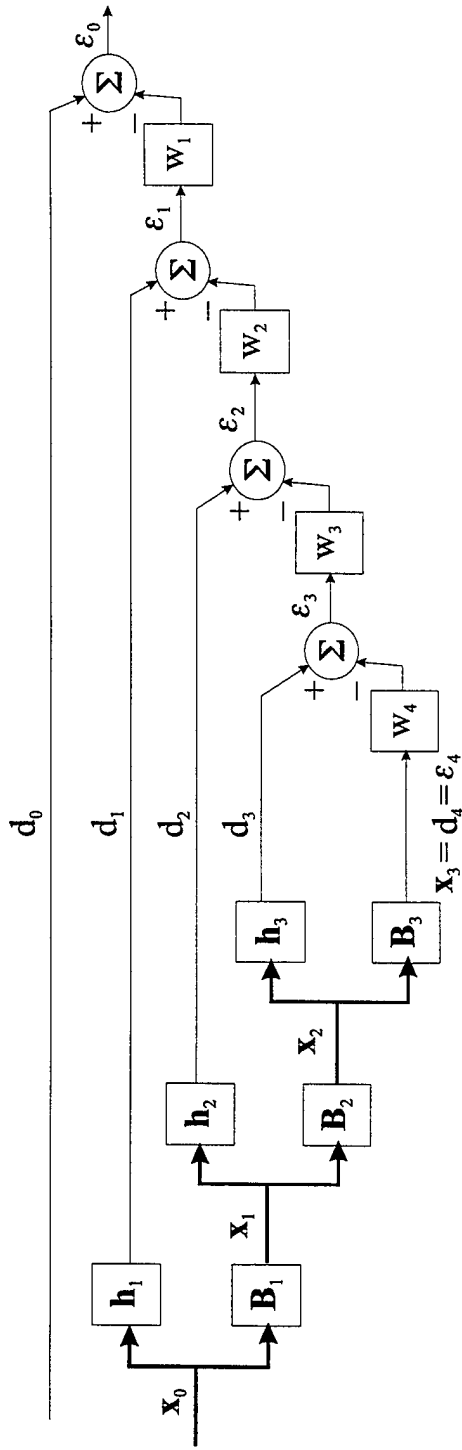 d₀
d₁
d₂
d₃
x₀
h₁
B₁
x₁
h₂
B₂
x₂
h₃
B₃
x₃ = d₄ = ε₄
w₄
+
−
Σ
ε₃
w₃
+
−
Σ
ε₂
w₂
+
−
Σ
ε₁
w₁
+
−
Σ
ε₀